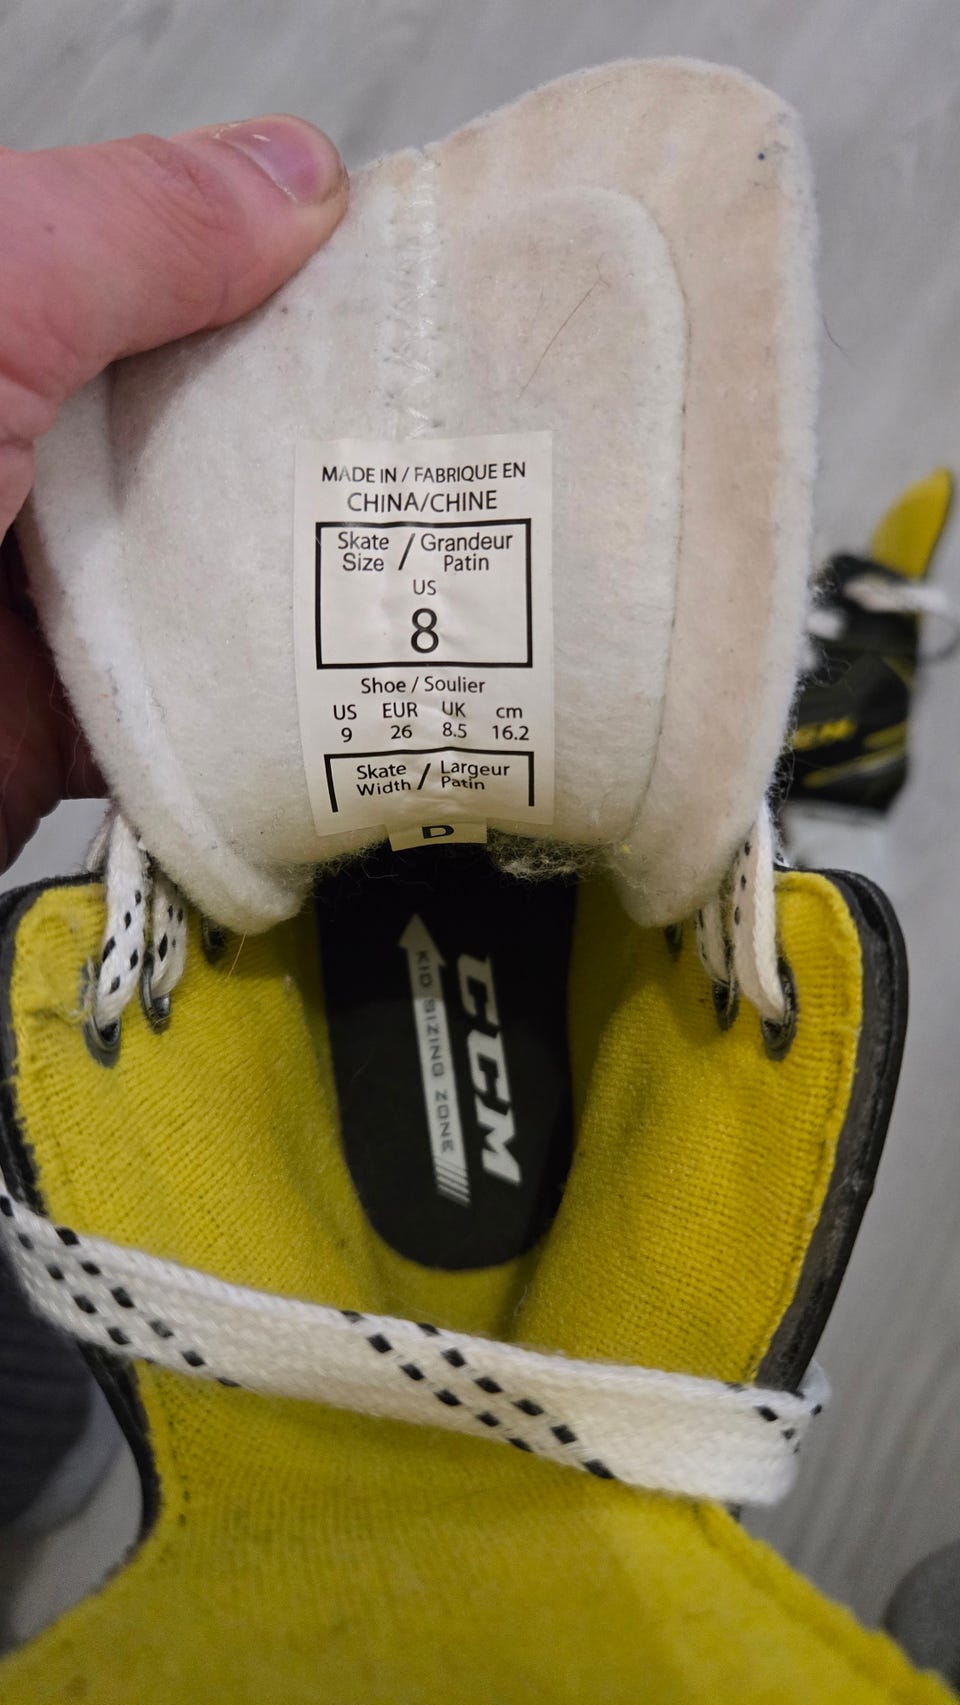 MADE IN / FABRIQUE EN
CHINA/CHINE
Skate Size / Grandeur Patin
US
8
Shoe / Soulier
US EUR UK cm
9 26 8.5 16.2
Skate Width / Largeur Patin
D
CCM
KID SIZING ZONE